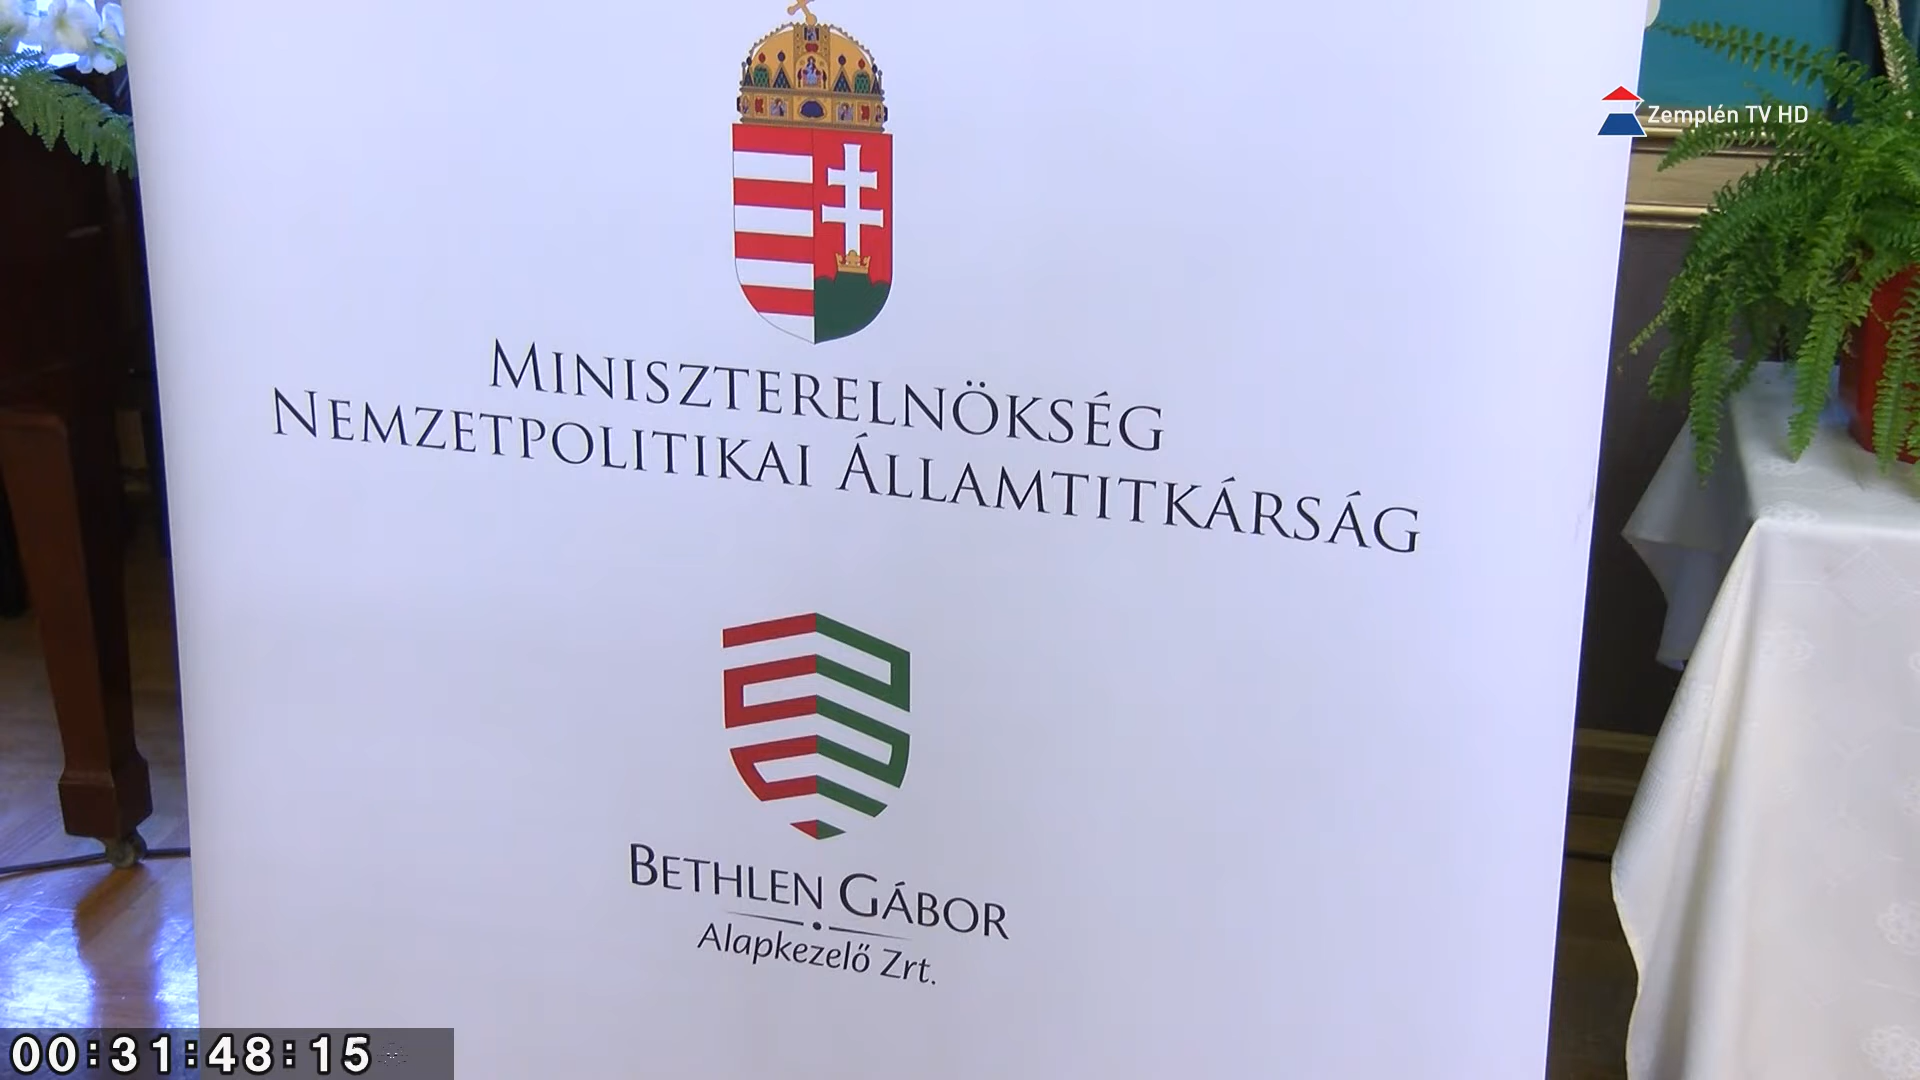 Zemplén TV HD
MINISZTERELNÖKSÉG
NEMZETPOLITIKAI ÁLLAMTITKÁRSÁG
BETHLEN GÁBOR
Alapkezelő Zrt.
00:31:48:15